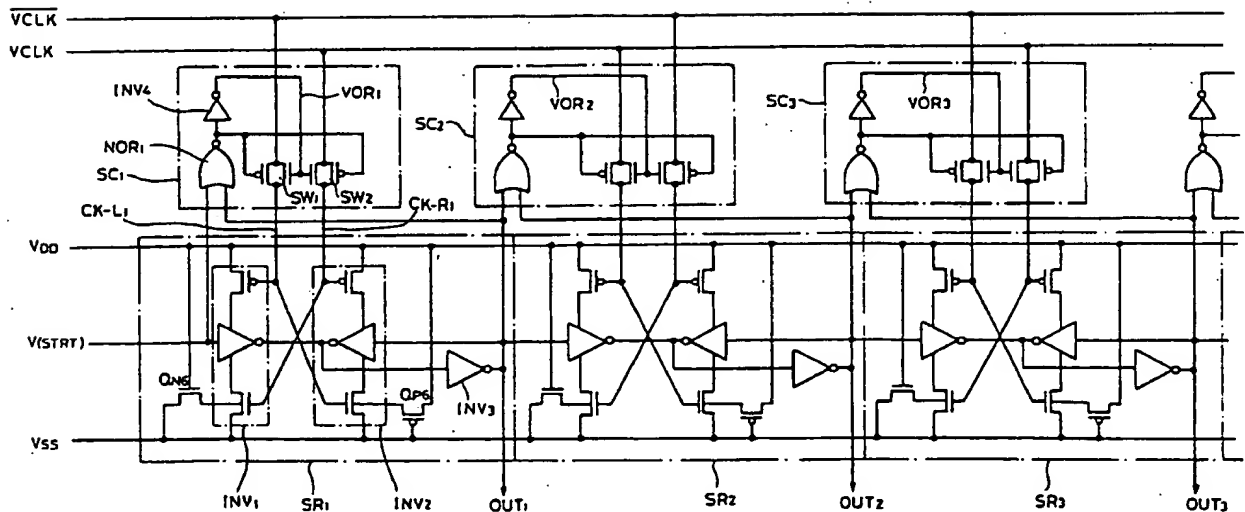 VCLK
VCLK
INV4
VOR1
VOR2
VOR3
SC2
SC3
NOR1
SC1
SW1
SW2
CK-L1
CK-R1
VDD
V(STRT)
QN6
QP6
INV3
VSS
INV1
SR1
INV2
OUT1
SR2
OUT2
SR3
OUT3